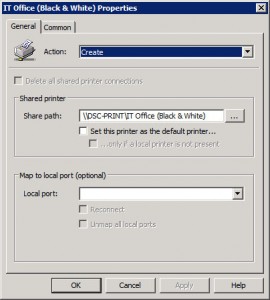 IT Office (Black & White) Properties
General Common
Action: Create
Delete all shared printer connections
Shared printer
Share path: \\DSC-PRINT\IT Office (Black & White) ...
Set this printer as the default printer...
...only if a local printer is not present
Map to local port (optional)
Local port:
Reconnect
Unmap all local ports
OK Cancel Apply Help